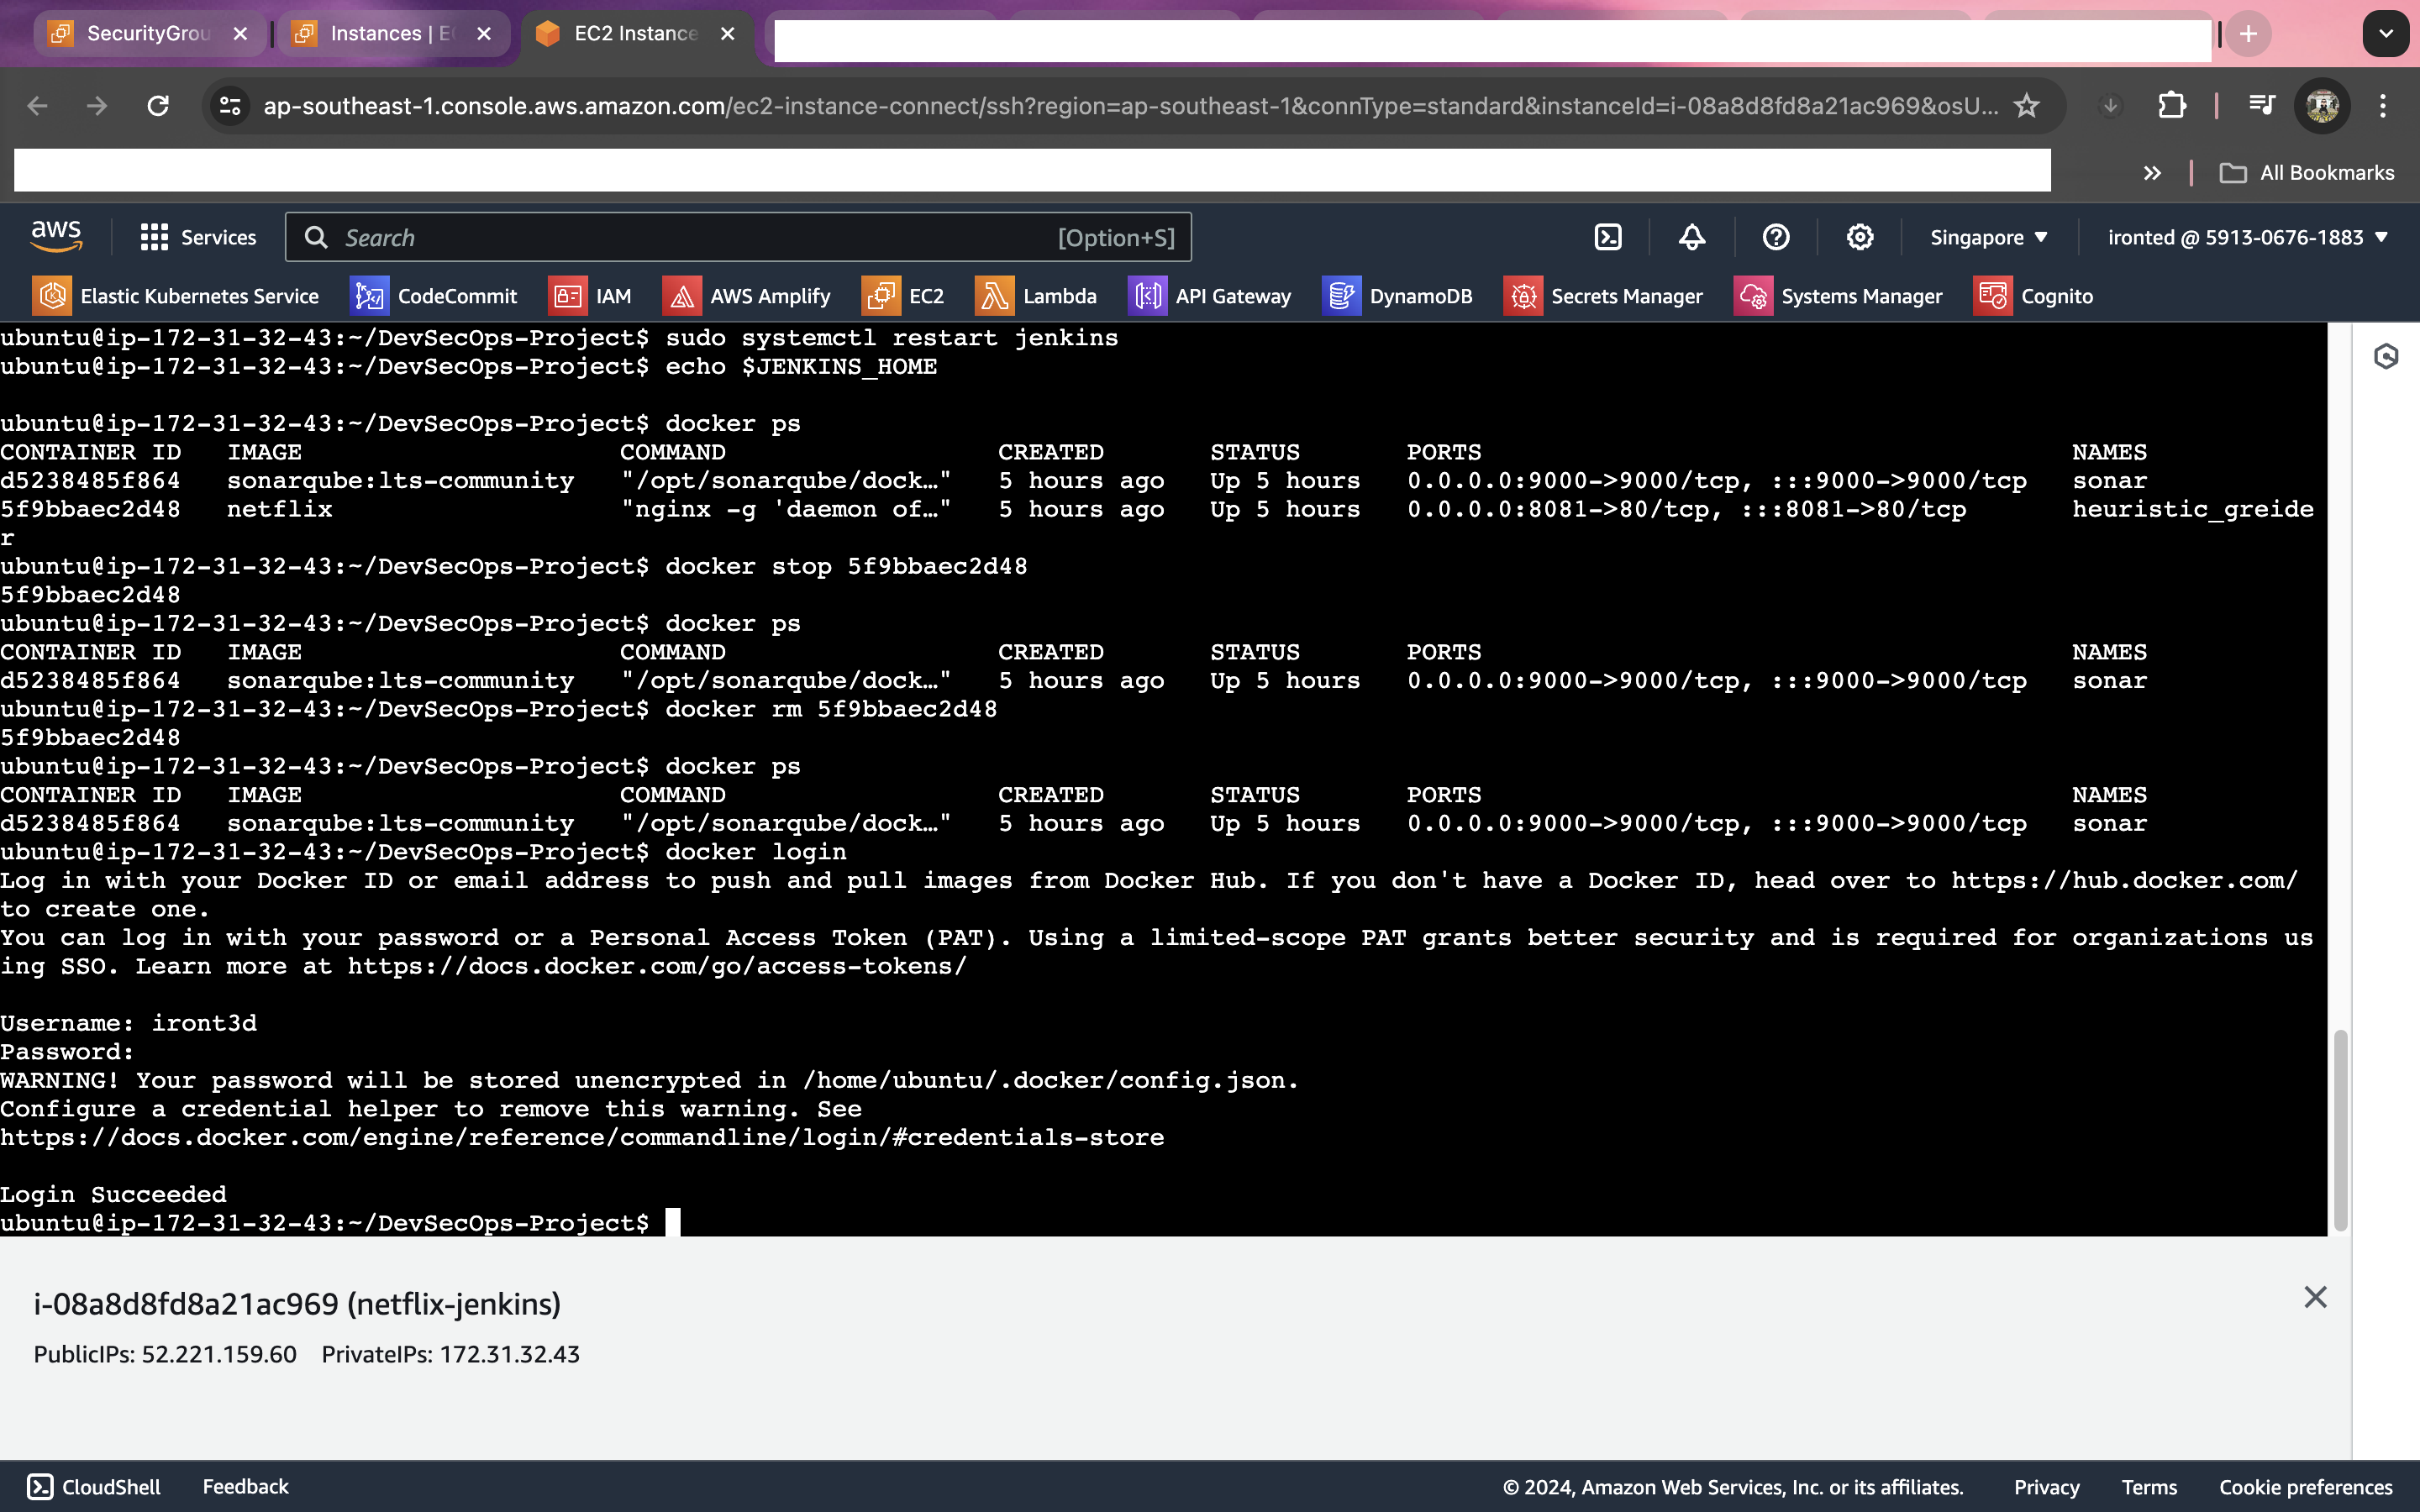 SecurityGrou
Instances | E
EC2 Instance
ap-southeast-1.console.aws.amazon.com/ec2-instance-connect/ssh?region=ap-southeast-1&connType=standard&instanceId=i-08a8d8fd8a21ac969&osU...
» All Bookmarks
aws Services Search [Option+S] Singapore ironted @ 5913-0676-1883
Elastic Kubernetes Service CodeCommit IAM AWS Amplify EC2 Lambda API Gateway DynamoDB Secrets Manager Systems Manager Cognito
ubuntu@ip-172-31-32-43:~/DevSecOps-Project$ sudo systemctl restart jenkins
ubuntu@ip-172-31-32-43:~/DevSecOps-Project$ echo $JENKINS_HOME
ubuntu@ip-172-31-32-43:~/DevSecOps-Project$ docker ps
CONTAINER ID   IMAGE                     COMMAND                  CREATED       STATUS       PORTS                                       NAMES
d5238485f864   sonarqube:lts-community   "/opt/sonarqube/dock…"   5 hours ago   Up 5 hours   0.0.0.0:9000->9000/tcp, :::9000->9000/tcp   sonar
5f9bbaec2d48   netflix                   "nginx -g 'daemon of…"   5 hours ago   Up 5 hours   0.0.0.0:8081->80/tcp, :::8081->80/tcp       heuristic_greide
r
ubuntu@ip-172-31-32-43:~/DevSecOps-Project$ docker stop 5f9bbaec2d48
5f9bbaec2d48
ubuntu@ip-172-31-32-43:~/DevSecOps-Project$ docker ps
CONTAINER ID   IMAGE                     COMMAND                  CREATED       STATUS       PORTS                                       NAMES
d5238485f864   sonarqube:lts-community   "/opt/sonarqube/dock…"   5 hours ago   Up 5 hours   0.0.0.0:9000->9000/tcp, :::9000->9000/tcp   sonar
ubuntu@ip-172-31-32-43:~/DevSecOps-Project$ docker rm 5f9bbaec2d48
5f9bbaec2d48
ubuntu@ip-172-31-32-43:~/DevSecOps-Project$ docker ps
CONTAINER ID   IMAGE                     COMMAND                  CREATED       STATUS       PORTS                                       NAMES
d5238485f864   sonarqube:lts-community   "/opt/sonarqube/dock…"   5 hours ago   Up 5 hours   0.0.0.0:9000->9000/tcp, :::9000->9000/tcp   sonar
ubuntu@ip-172-31-32-43:~/DevSecOps-Project$ docker login
Log in with your Docker ID or email address to push and pull images from Docker Hub. If you don't have a Docker ID, head over to https://hub.docker.com/
to create one.
You can log in with your password or a Personal Access Token (PAT). Using a limited-scope PAT grants better security and is required for organizations us
ing SSO. Learn more at https://docs.docker.com/go/access-tokens/
Username: iront3d
Password:
WARNING! Your password will be stored unencrypted in /home/ubuntu/.docker/config.json.
Configure a credential helper to remove this warning. See
https://docs.docker.com/engine/reference/commandline/login/#credentials-store
Login Succeeded
ubuntu@ip-172-31-32-43:~/DevSecOps-Project$
i-08a8d8fd8a21ac969 (netflix-jenkins)
PublicIPs: 52.221.159.60 PrivateIPs: 172.31.32.43
CloudShell Feedback © 2024, Amazon Web Services, Inc. or its affiliates. Privacy Terms Cookie preferences